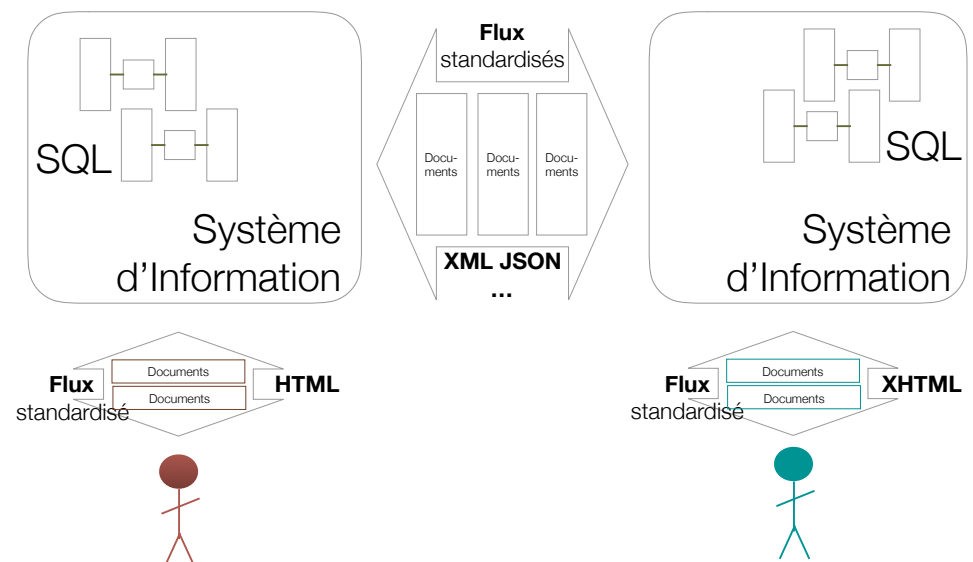 SQL
Système
d'Information
Flux
standardisés
Docu-
ments
Docu-
ments
Docu-
ments
XML JSON
...
SQL
Système
d'Information
Flux
standardisé
Documents
Documents
HTML
Flux
standardisé
Documents
Documents
XHTML